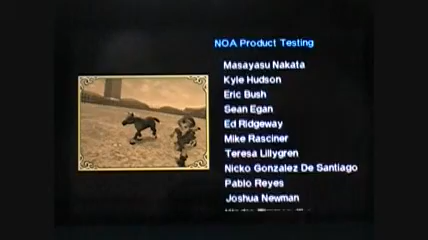 NOA Product Testing
Masayasu Nakata
Kyle Hudson
Eric Bush
Sean Egan
Ed Ridgeway
Mike Rasciner
Teresa Lillygren
Nicko Gonzalez De Santiago
Pablo Reyes
Joshua Newman